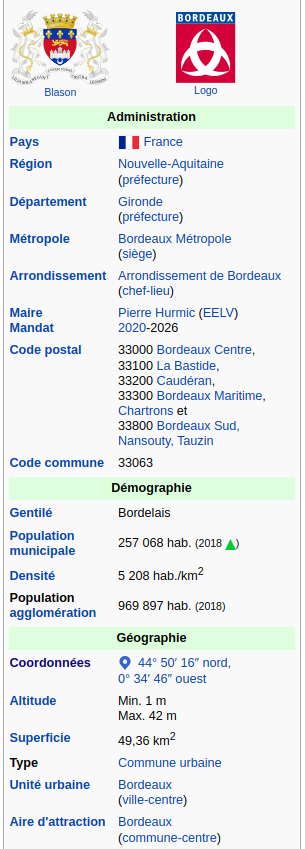 BORDEAUX
Blason
Logo
Administration
Pays France
Région Nouvelle-Aquitaine
(préfecture)
Département Gironde
(préfecture)
Métropole Bordeaux Métropole
(siège)
Arrondissement Arrondissement de Bordeaux
(chef-lieu)
Maire Pierre Hurmic (EELV)
Mandat 2020-2026
Code postal 33000 Bordeaux Centre,
33100 La Bastide,
33200 Caudéran,
33300 Bordeaux Maritime,
Chartrons et
33800 Bordeaux Sud,
Nansouty, Tauzin
Code commune 33063
Démographie
Gentilé Bordelais
Population
municipale 257 068 hab. (2018 ▲)
Densité 5 208 hab./km²
Population
agglomération 969 897 hab. (2018)
Géographie
Coordonnées 44° 50′ 16″ nord,
0° 34′ 46″ ouest
Altitude Min. 1 m
Max. 42 m
Superficie 49,36 km²
Type Commune urbaine
Unité urbaine Bordeaux
(ville-centre)
Aire d'attraction Bordeaux
(commune-centre)